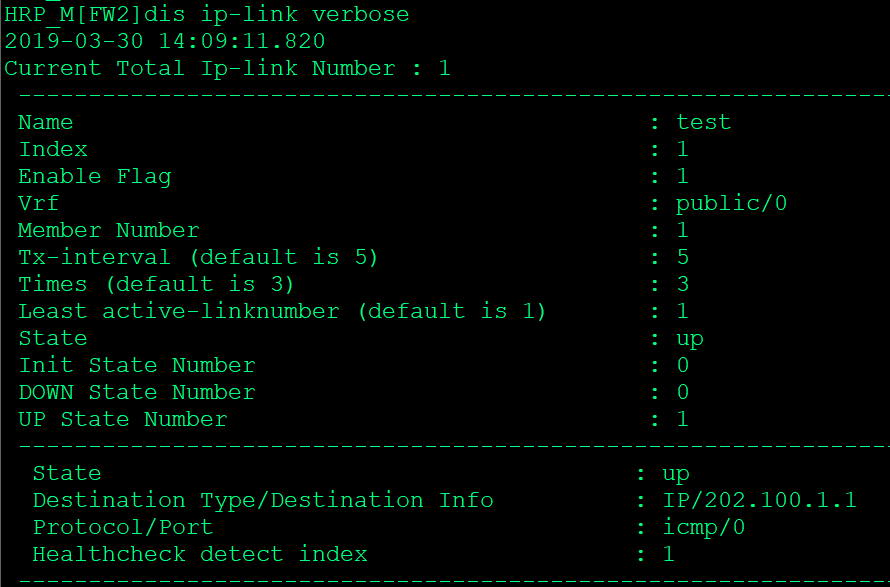 HRP_M[FW2]dis ip-link verbose
2019-03-30 14:09:11.820
Current Total Ip-link Number : 1
----------------------------------------------------------------
Name : test
Index : 1
Enable Flag : 1
Vrf : public/0
Member Number : 1
Tx-interval (default is 5) : 5
Times (default is 3) : 3
Least active-linknumber (default is 1) : 1
State : up
Init State Number : 0
DOWN State Number : 0
UP State Number : 1
----------------------------------------------------------------
State : up
Destination Type/Destination Info : IP/202.100.1.1
Protocol/Port : icmp/0
Healthcheck detect index : 1
----------------------------------------------------------------